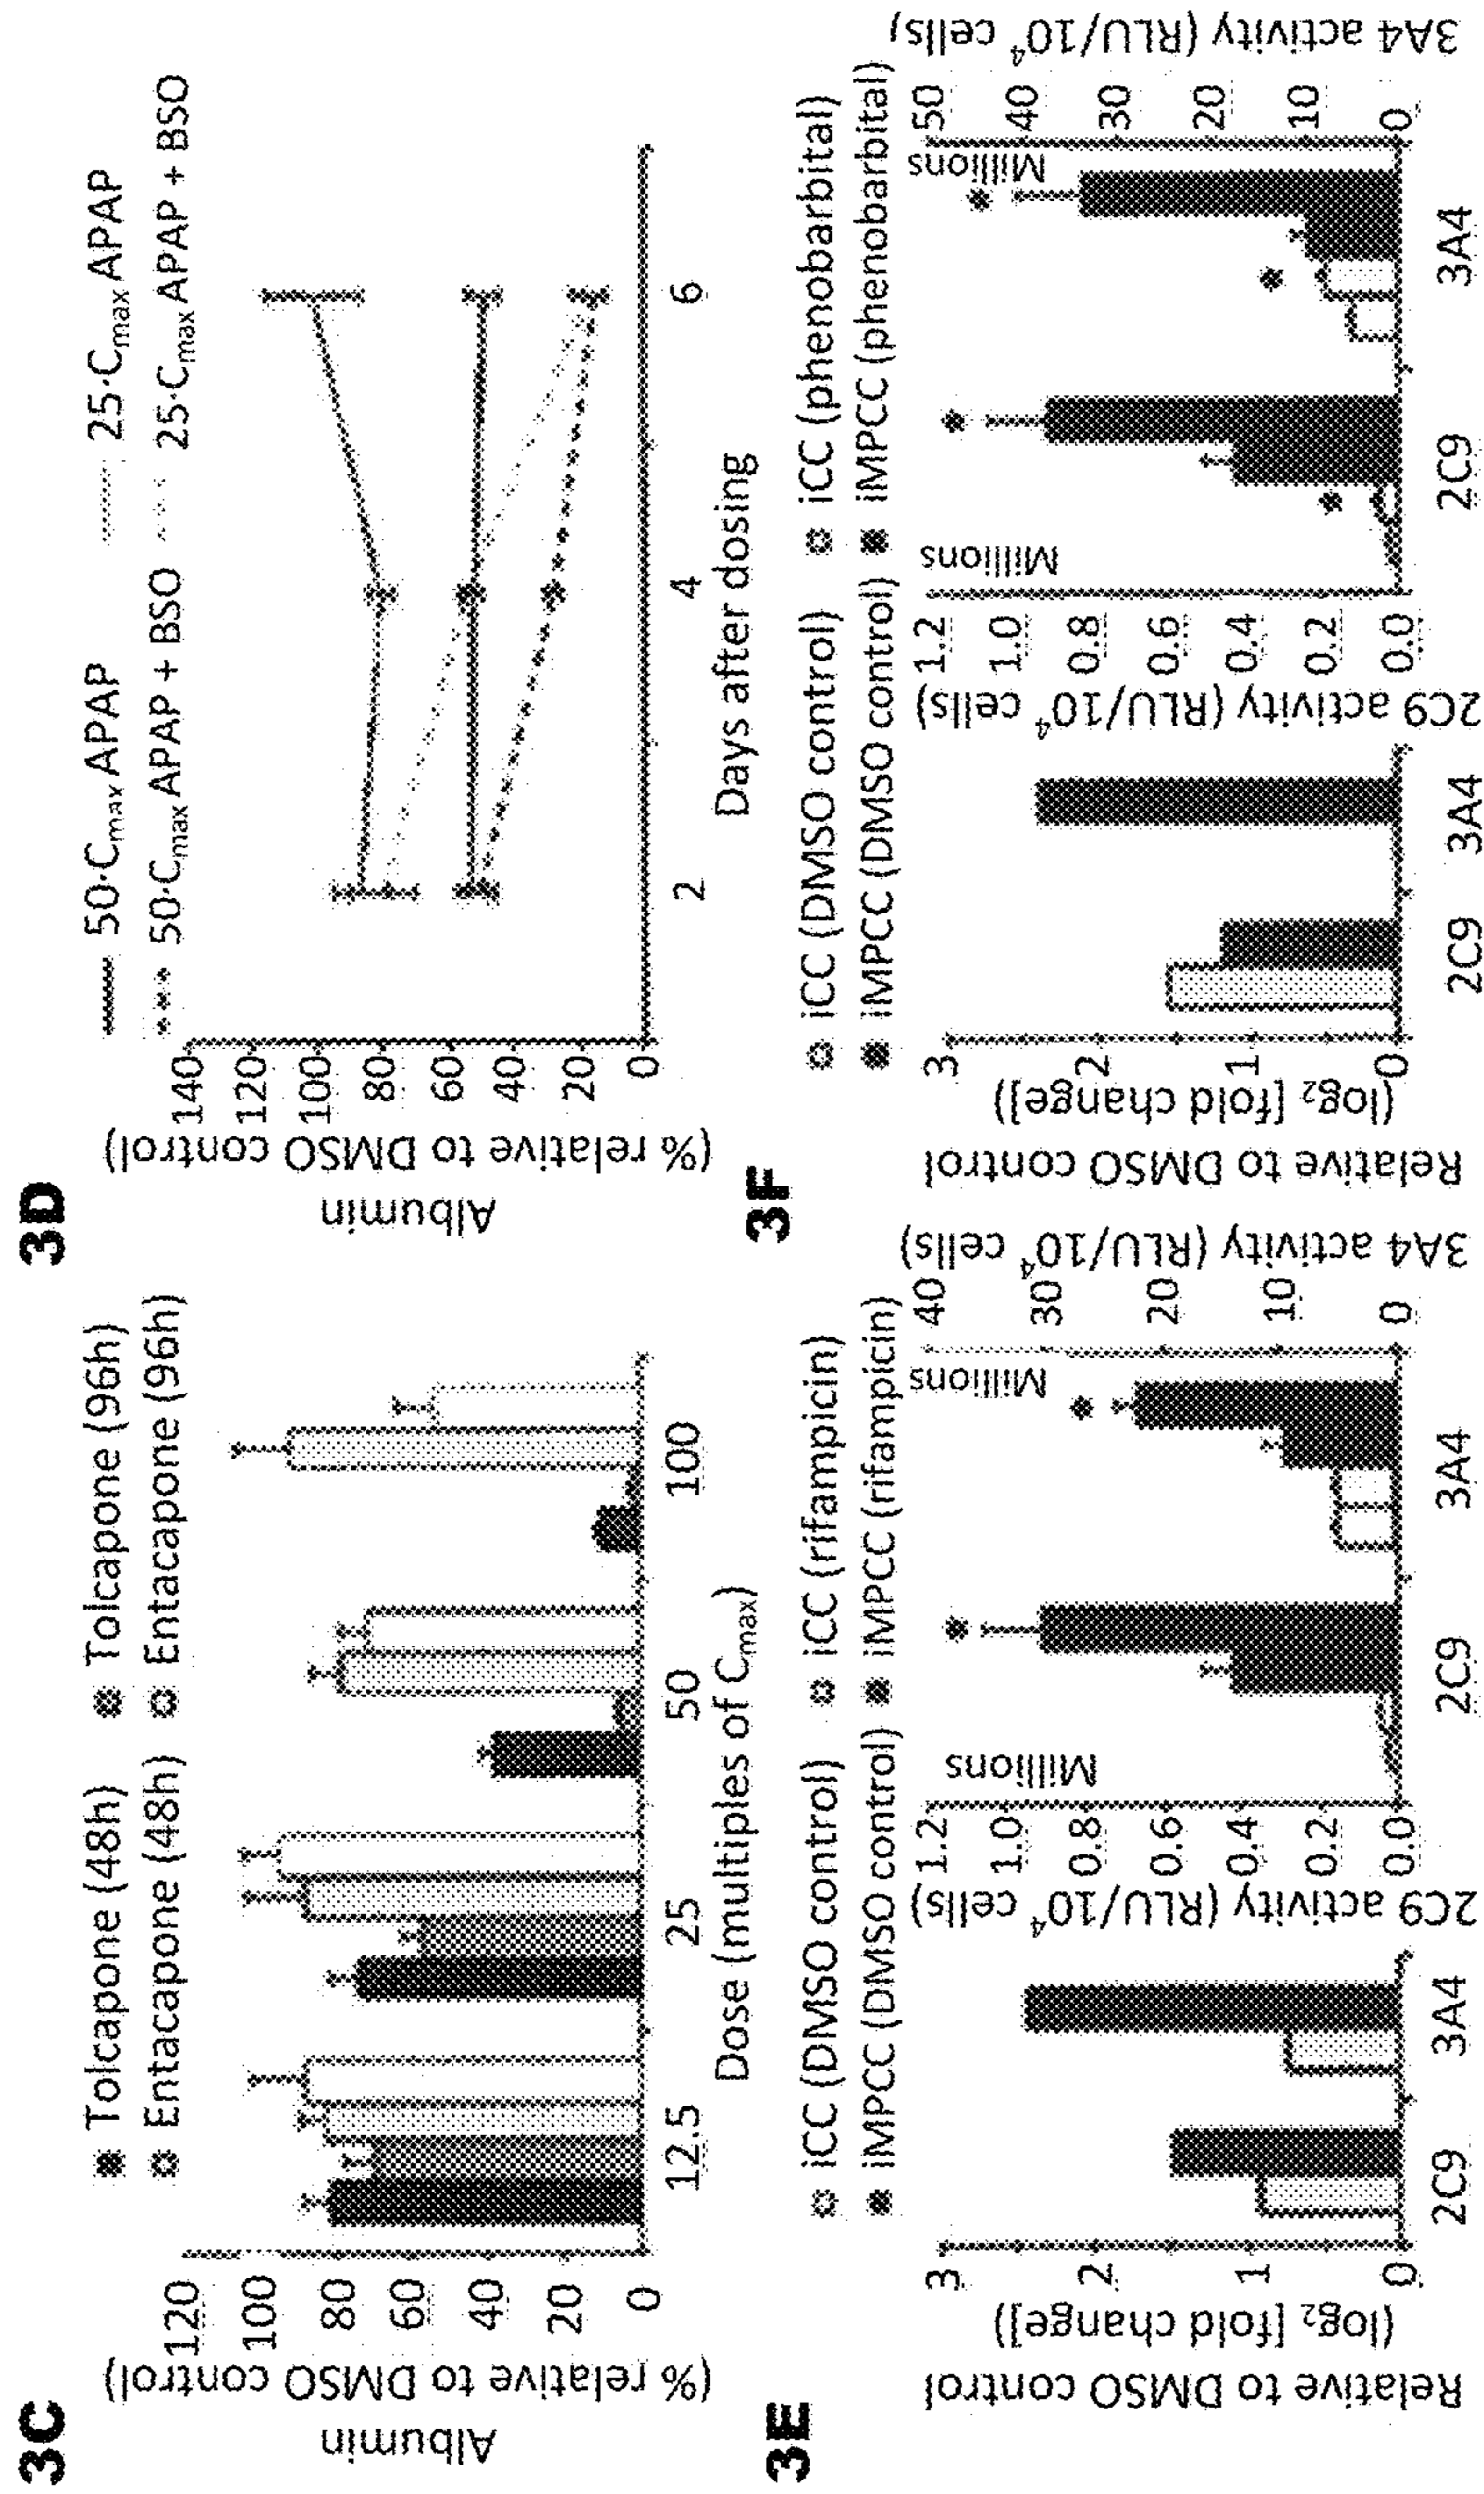 3C
Tolcapone (48h)
Tolcapone (96h)
Entacapone (48h)
Entacapone (96h)
Albumin
(% relative to DMSO control)
120
100
80
60
40
20
0
12.5
25
50
100
Dose (multiples of Cmax)
3D
50·Cmax APAP
25·Cmax APAP
50·Cmax APAP + BSO
25·Cmax APAP + BSO
Albumin
(% relative to DMSO control)
140
120
100
80
60
40
20
0
2
4
6
Days after dosing
3E
iCC (DMSO control)
iCC (rifampicin)
iMPCC (DMSO control)
iMPCC (rifampicin)
Relative to DMSO control
(log₂ [fold change])
3
2
1
0
2C9
3A4
2C9 activity (RLU/10⁴ cells)
1.2
1.0
0.8
0.6
0.4
0.2
0.0
Millions
*
*
2C9
3A4
Millions
40
30
20
10
0
3A4 activity (RLU/10⁴ cells)
3F
iCC (DMSO control)
iCC (phenobarbital)
iMPCC (DMSO control)
iMPCC (phenobarbital)
Relative to DMSO control
(log₂ [fold change])
3
2
1
0
2C9
3A4
2C9 activity (RLU/10⁴ cells)
1.2
1.0
0.8
0.6
0.4
0.2
0.0
Millions
*
*
*
*
2C9
3A4
Millions
50
40
30
20
10
0
3A4 activity (RLU/10⁴ cells)